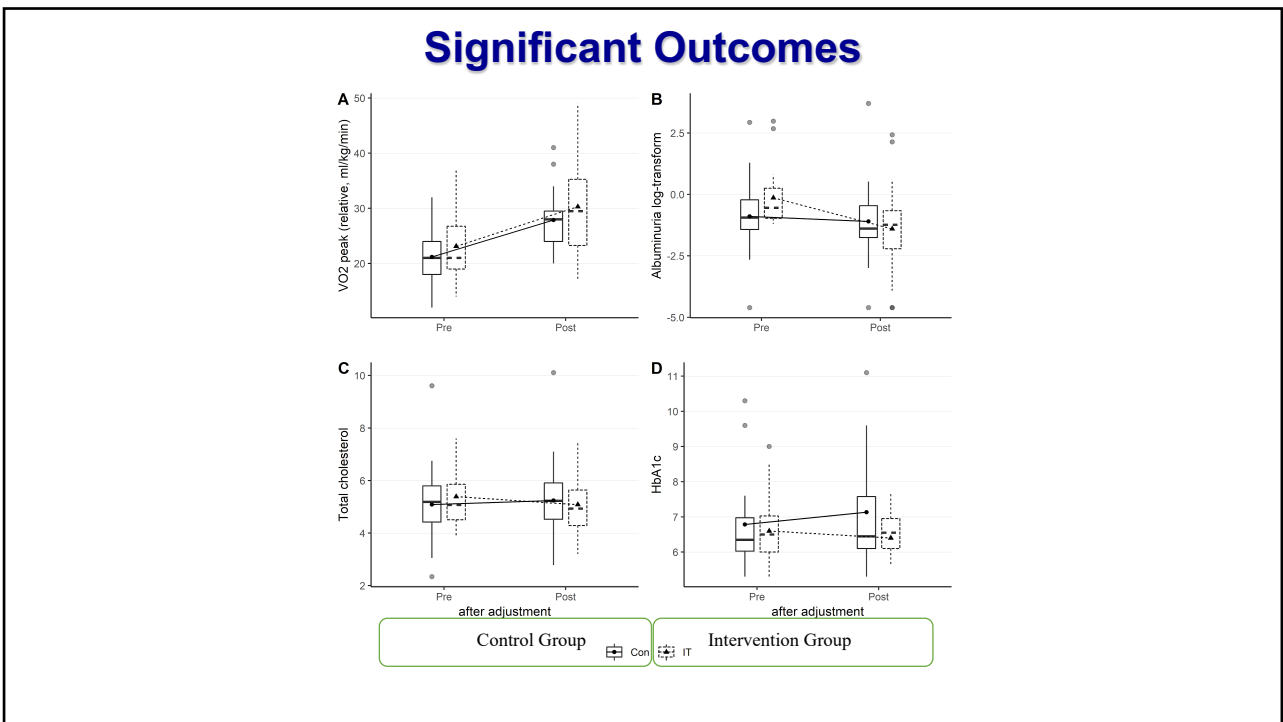 Significant Outcomes
A
50
40
30
20
VO2 peak (relative, ml/kg/min)
Pre
Post
B
2.5
0.0
-2.5
-5.0
Albuminuria log-transform
Pre
Post
C
10
8
6
4
2
Total cholesterol
Pre
Post
after adjustment
D
11
10
9
8
7
6
HbA1c
Pre
Post
after adjustment
Control Group
Intervention Group
Con
IT